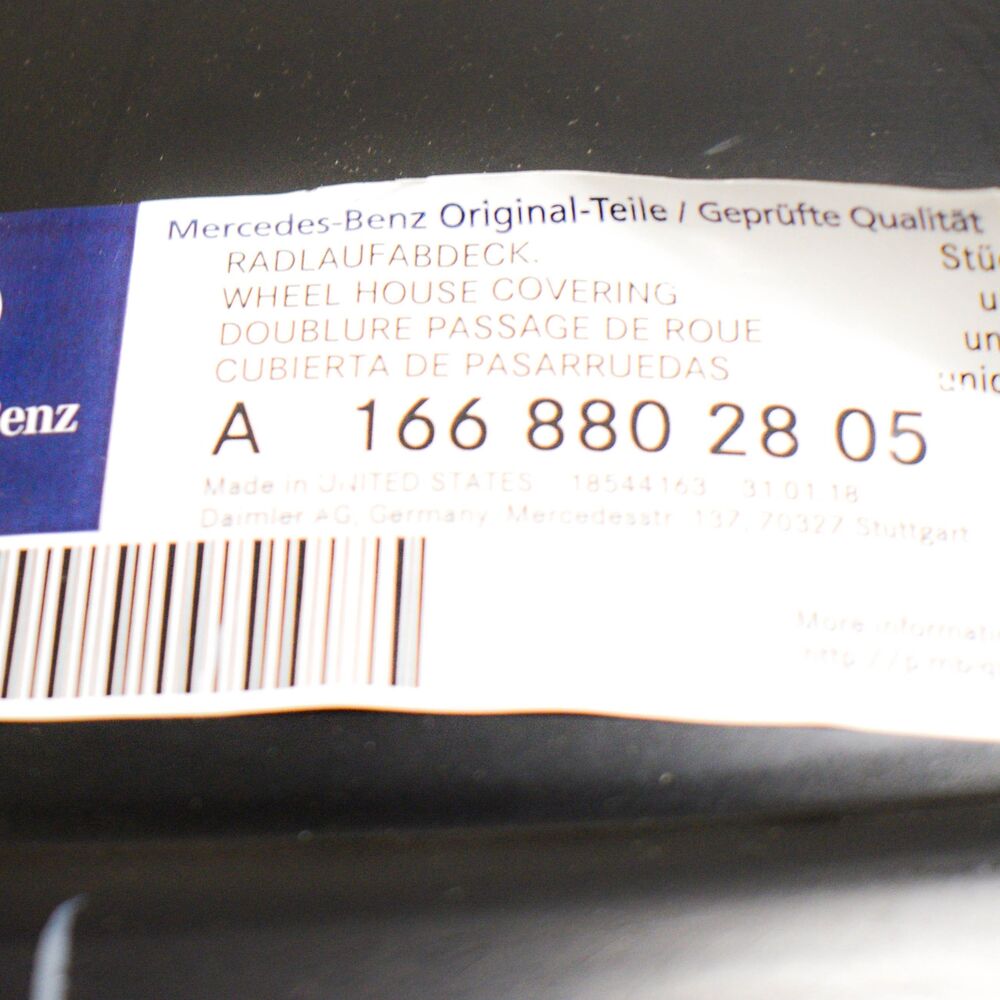 Mercedes-Benz Original-Teile / Geprüfte Qualität
RADLAUFABDECK.
WHEEL HOUSE COVERING
DOUBLURE PASSAGE DE ROUE
CUBIERTA DE PASARRUEDAS
enz
A 166 880 28 05
Made in UNITED STATES 18544163 31 01 18
Daimler AG, Germany, Mercedesstr. 137, 70327 Stuttgart
More